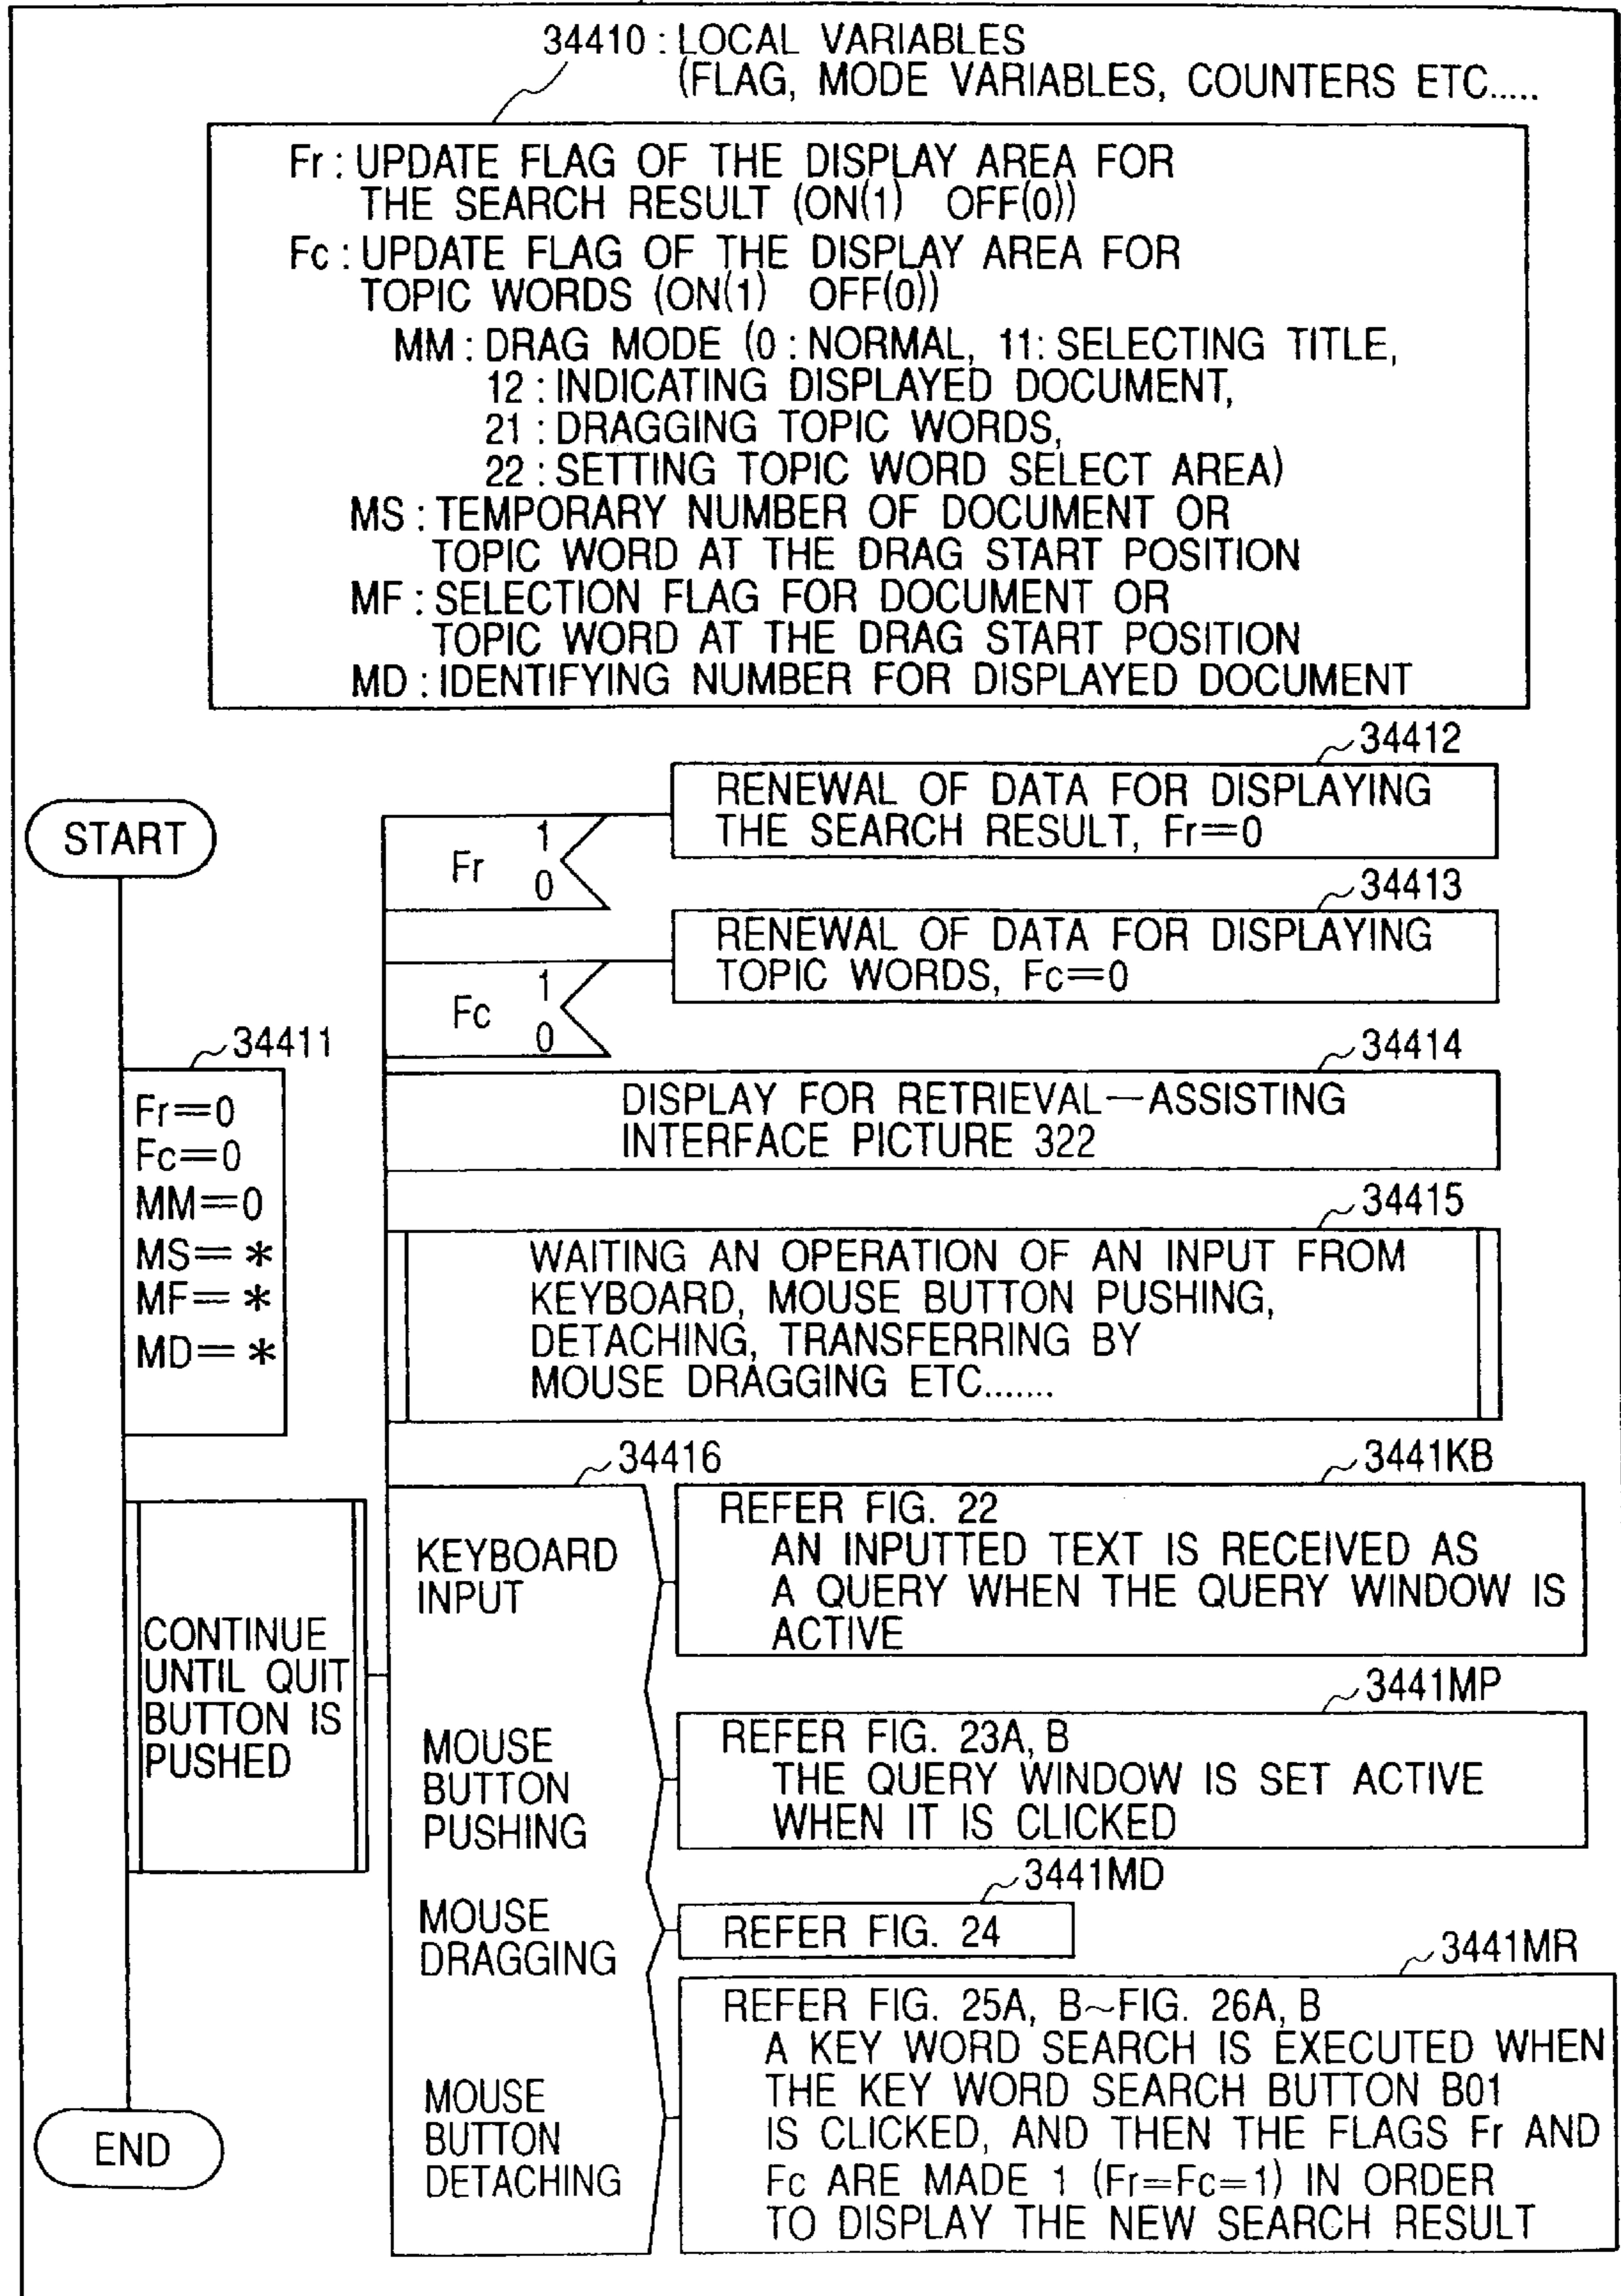 34410 : LOCAL VARIABLES
(FLAG, MODE VARIABLES, COUNTERS ETC.....
Fr : UPDATE FLAG OF THE DISPLAY AREA FOR
THE SEARCH RESULT (ON(1) OFF(0))
Fc : UPDATE FLAG OF THE DISPLAY AREA FOR
TOPIC WORDS (ON(1) OFF(0))
MM : DRAG MODE (0 : NORMAL, 11: SELECTING TITLE,
12 : INDICATING DISPLAYED DOCUMENT,
21 : DRAGGING TOPIC WORDS,
22 : SETTING TOPIC WORD SELECT AREA)
MS : TEMPORARY NUMBER OF DOCUMENT OR
TOPIC WORD AT THE DRAG START POSITION
MF : SELECTION FLAG FOR DOCUMENT OR
TOPIC WORD AT THE DRAG START POSITION
MD : IDENTIFYING NUMBER FOR DISPLAYED DOCUMENT
START
34411
Fr=0
Fc=0
MM=0
MS= *
MF= *
MD= *
CONTINUE
UNTIL QUIT
BUTTON IS
PUSHED
END
Fr 1
0
34412
RENEWAL OF DATA FOR DISPLAYING
THE SEARCH RESULT, Fr=0
Fc 1
0
34413
RENEWAL OF DATA FOR DISPLAYING
TOPIC WORDS, Fc=0
34414
DISPLAY FOR RETRIEVAL—ASSISTING
INTERFACE PICTURE 322
34415
WAITING AN OPERATION OF AN INPUT FROM
KEYBOARD, MOUSE BUTTON PUSHING,
DETACHING, TRANSFERRING BY
MOUSE DRAGGING ETC.......
34416
KEYBOARD
INPUT
3441KB
REFER FIG. 22
AN INPUTTED TEXT IS RECEIVED AS
A QUERY WHEN THE QUERY WINDOW IS
ACTIVE
MOUSE
BUTTON
PUSHING
3441MP
REFER FIG. 23A, B
THE QUERY WINDOW IS SET ACTIVE
WHEN IT IS CLICKED
MOUSE
DRAGGING
3441MD
REFER FIG. 24
MOUSE
BUTTON
DETACHING
3441MR
REFER FIG. 25A, B~FIG. 26A, B
A KEY WORD SEARCH IS EXECUTED WHEN
THE KEY WORD SEARCH BUTTON B01
IS CLICKED, AND THEN THE FLAGS Fr AND
Fc ARE MADE 1 (Fr=Fc=1) IN ORDER
TO DISPLAY THE NEW SEARCH RESULT